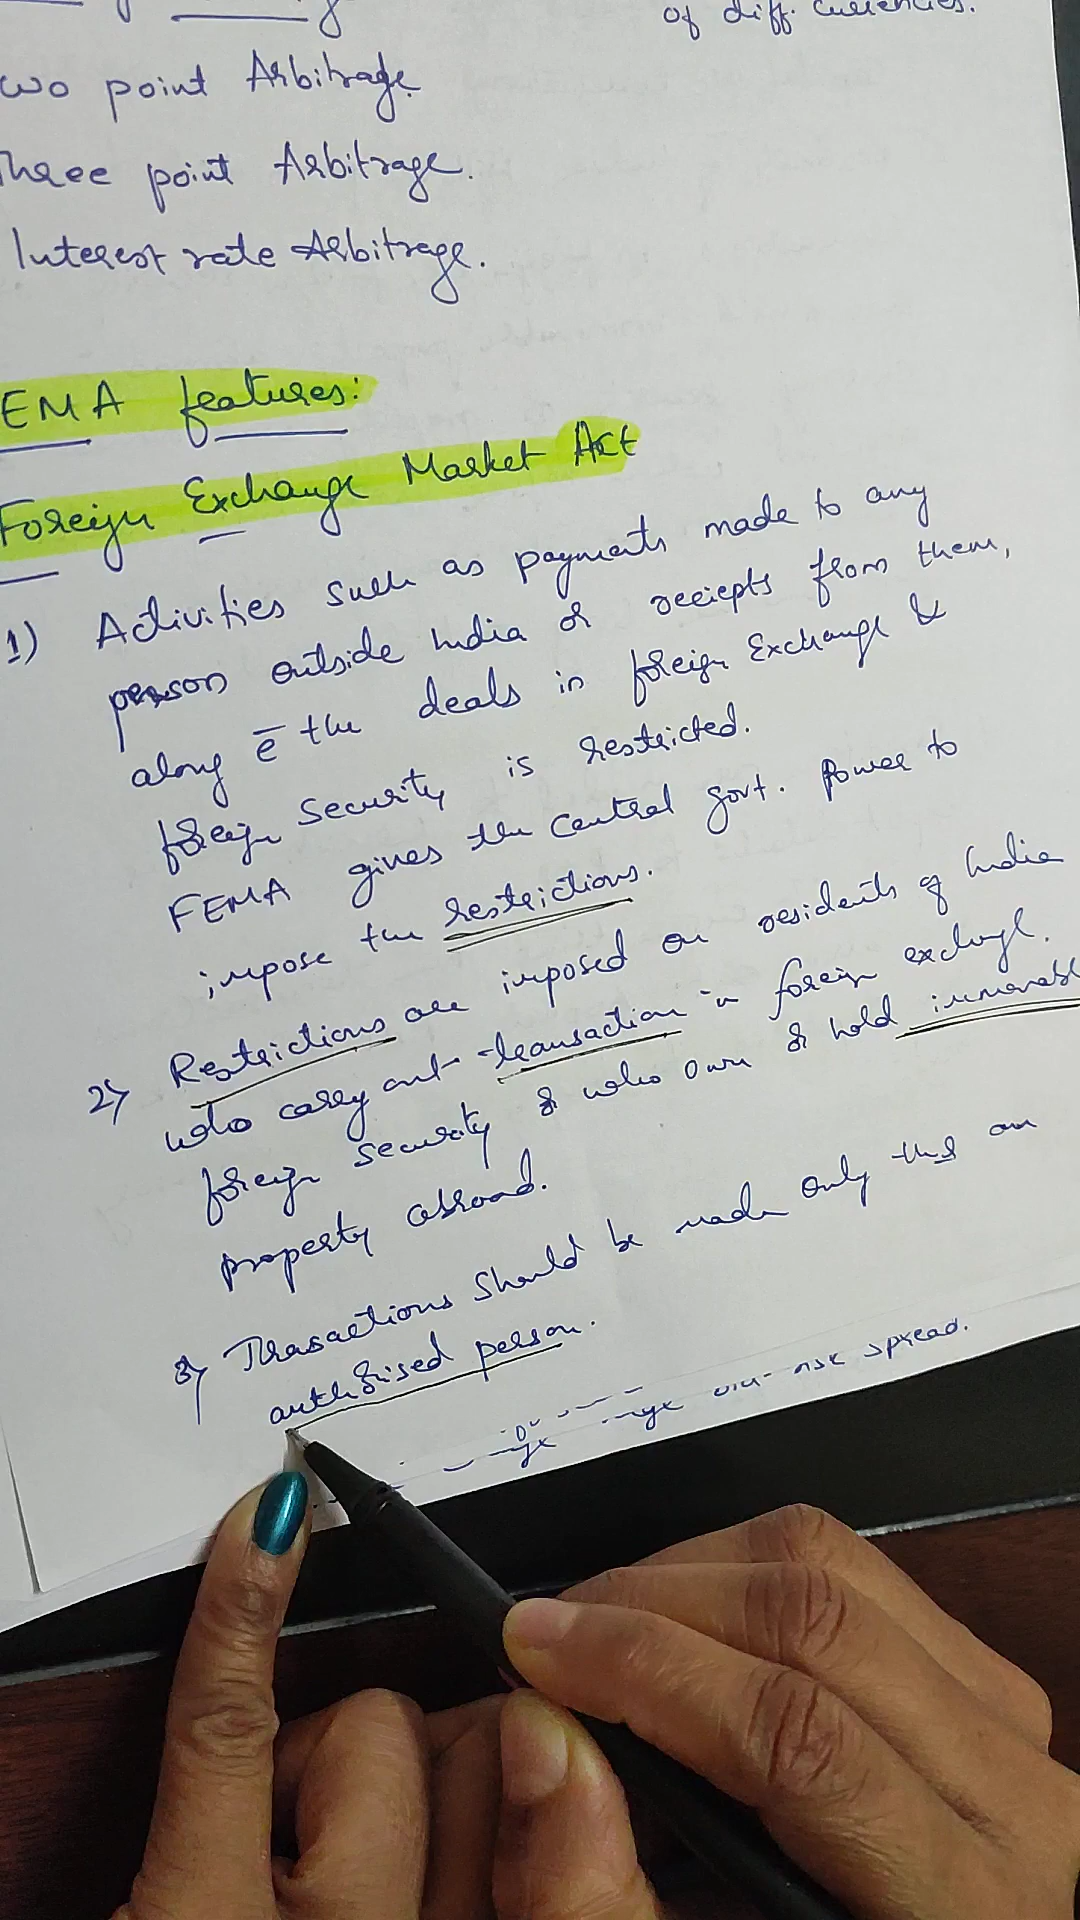 of diff. currencies.
wo point Arbitrage.
hree point Arbitrage.
Interest rate Arbitrage.
EMA features:
Foreign Exchange Market Act
1) Activities such as payments made to any
person outside India or reciepts from them,
along c̄ the deals in foreign Exchange &
foreign Security is restricted.
FEMA gives the Central govt. power to
impose the restrictions.
2) Restrictions are imposed on residents of India
who carry out transaction in foreign exchange.
foreign security & who own & hold immovable
property abroad.
3) Transactions should be made only thro an
authorised person.
ask spread.